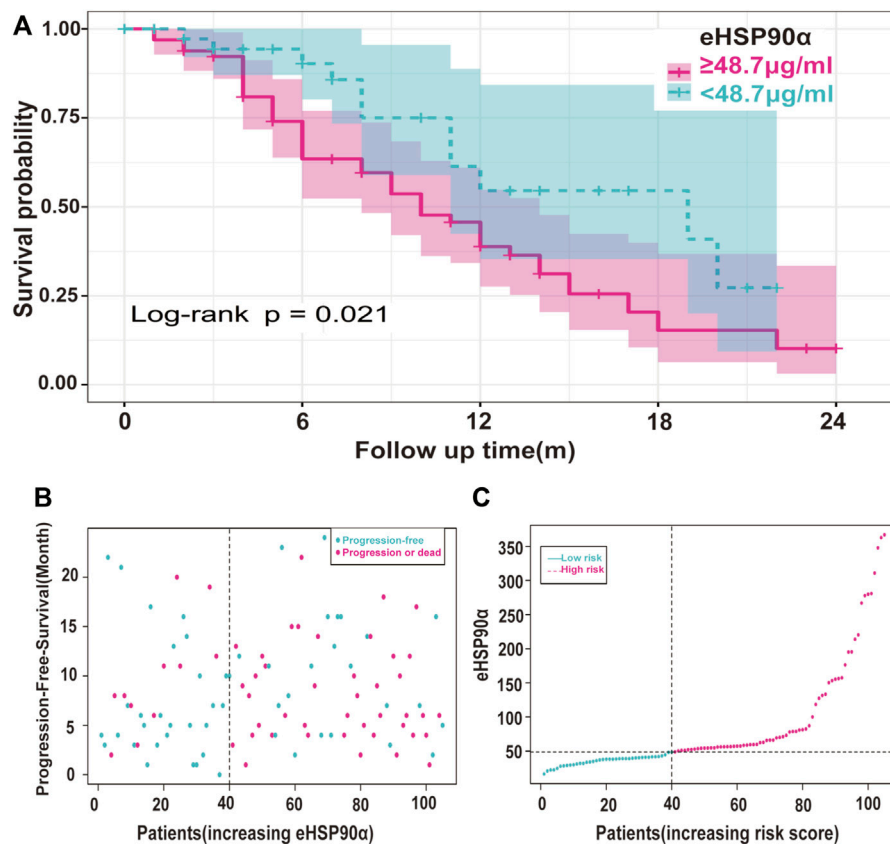 A
Survival probability
1.00
0.75
0.50
0.25
0.00
eHSP90α
≥48.7μg/ml
<48.7μg/ml
Log-rank p = 0.021
0 6 12 18 24
Follow up time(m)
B
Progression-Free-Survival(Month)
20
15
10
5
0
Progression-free
Progression or dead
0 20 40 60 80 100
Patients(increasing eHSP90α)
C
eHSP90α
350
300
250
200
150
100
50
Low risk
High risk
0 20 40 60 80 100
Patients(increasing risk score)